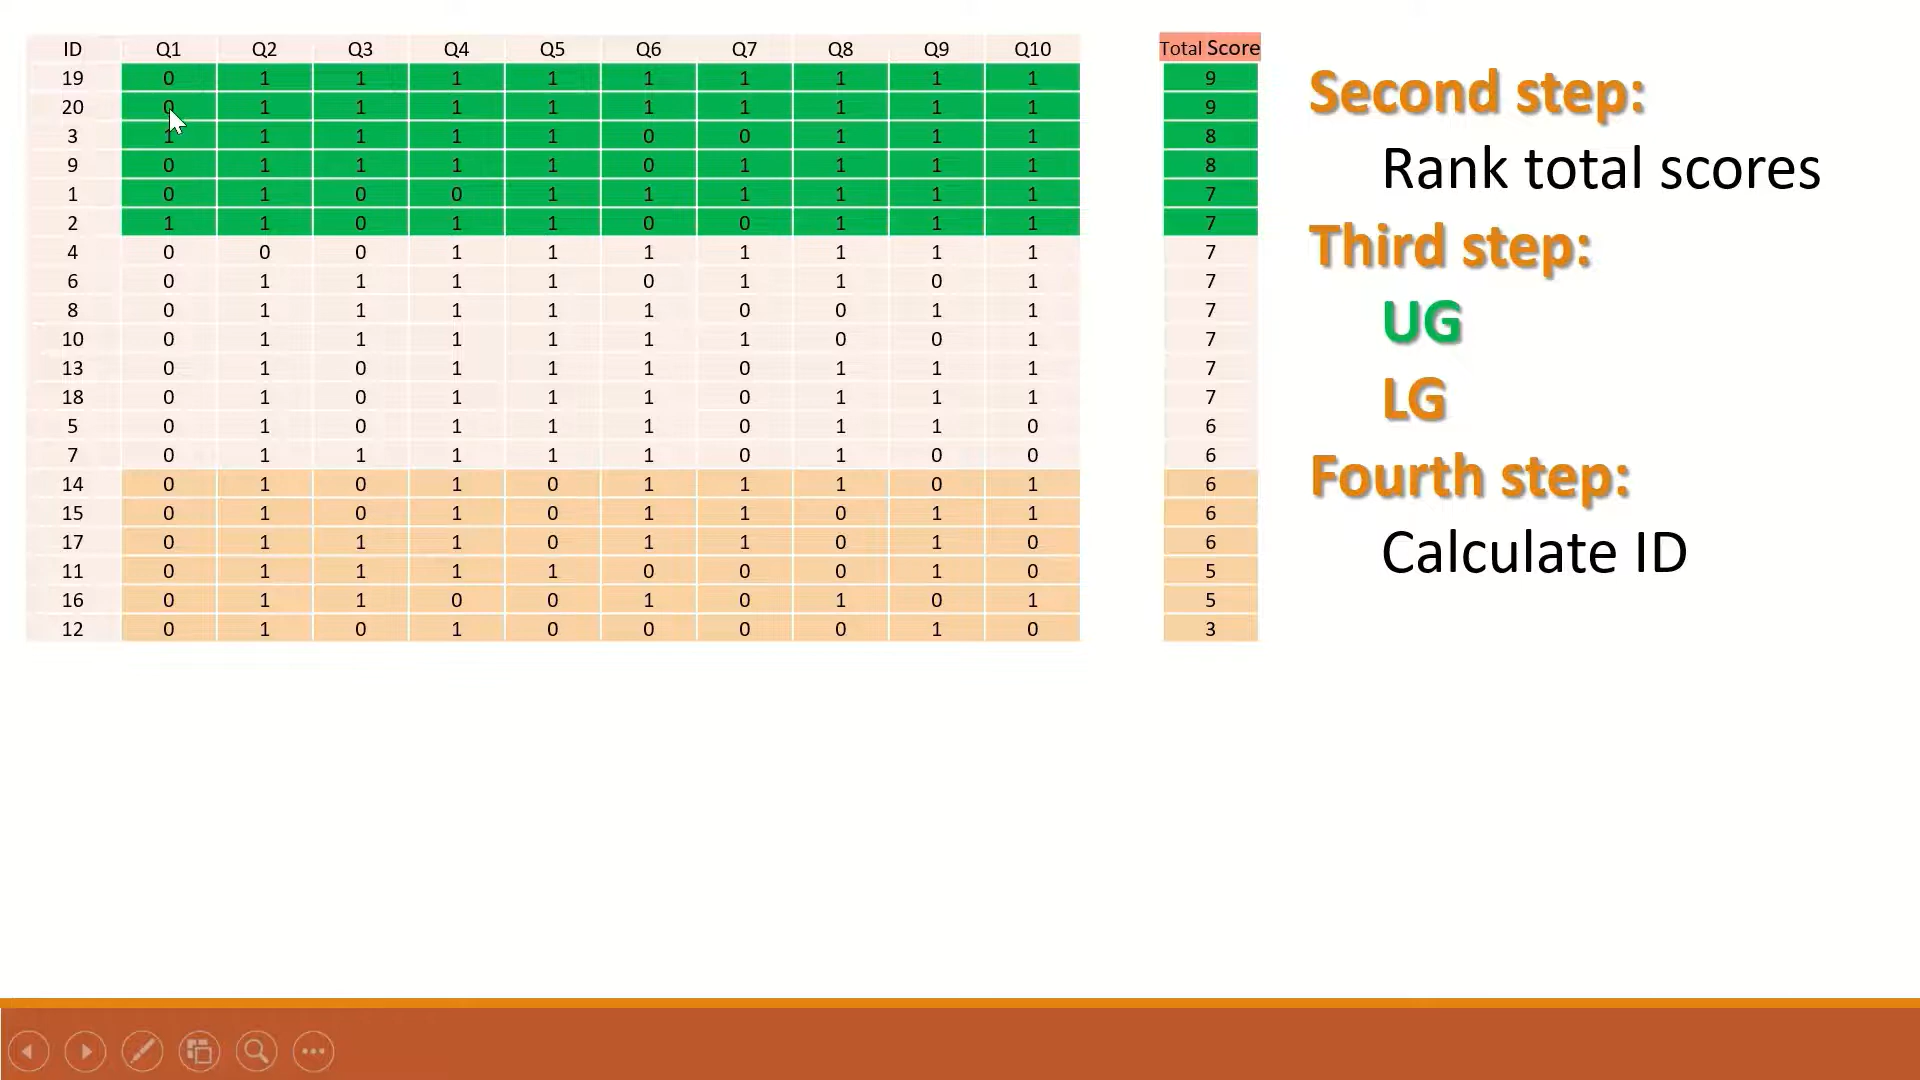 ID Q1 Q2 Q3 Q4 Q5 Q6 Q7 Q8 Q9 Q10 Total Score
19 0 1 1 1 1 1 1 1 1 1 9
20 0 1 1 1 1 1 1 1 1 1 9
3 1 1 1 1 1 0 0 1 1 1 8
9 0 1 1 1 1 0 1 1 1 1 8
1 0 1 0 0 1 1 1 1 1 1 7
2 1 1 0 1 1 0 0 1 1 1 7
4 0 0 0 1 1 1 1 1 1 1 7
6 0 1 1 1 1 0 1 1 0 1 7
8 0 1 1 1 1 1 0 0 1 1 7
10 0 1 1 1 1 1 1 0 0 1 7
13 0 1 0 1 1 1 0 1 1 1 7
18 0 1 0 1 1 1 0 1 1 1 7
5 0 1 0 1 1 1 0 1 1 0 6
7 0 1 1 1 1 1 0 1 0 0 6
14 0 1 0 1 0 1 1 1 0 1 6
15 0 1 0 1 0 1 1 0 1 1 6
17 0 1 1 1 0 1 1 0 1 0 6
11 0 1 1 1 1 0 0 0 1 0 5
16 0 1 1 0 0 1 0 1 0 1 5
12 0 1 0 1 0 0 0 0 1 0 3
Second step:
Rank total scores
Third step:
UG
LG
Fourth step:
Calculate ID